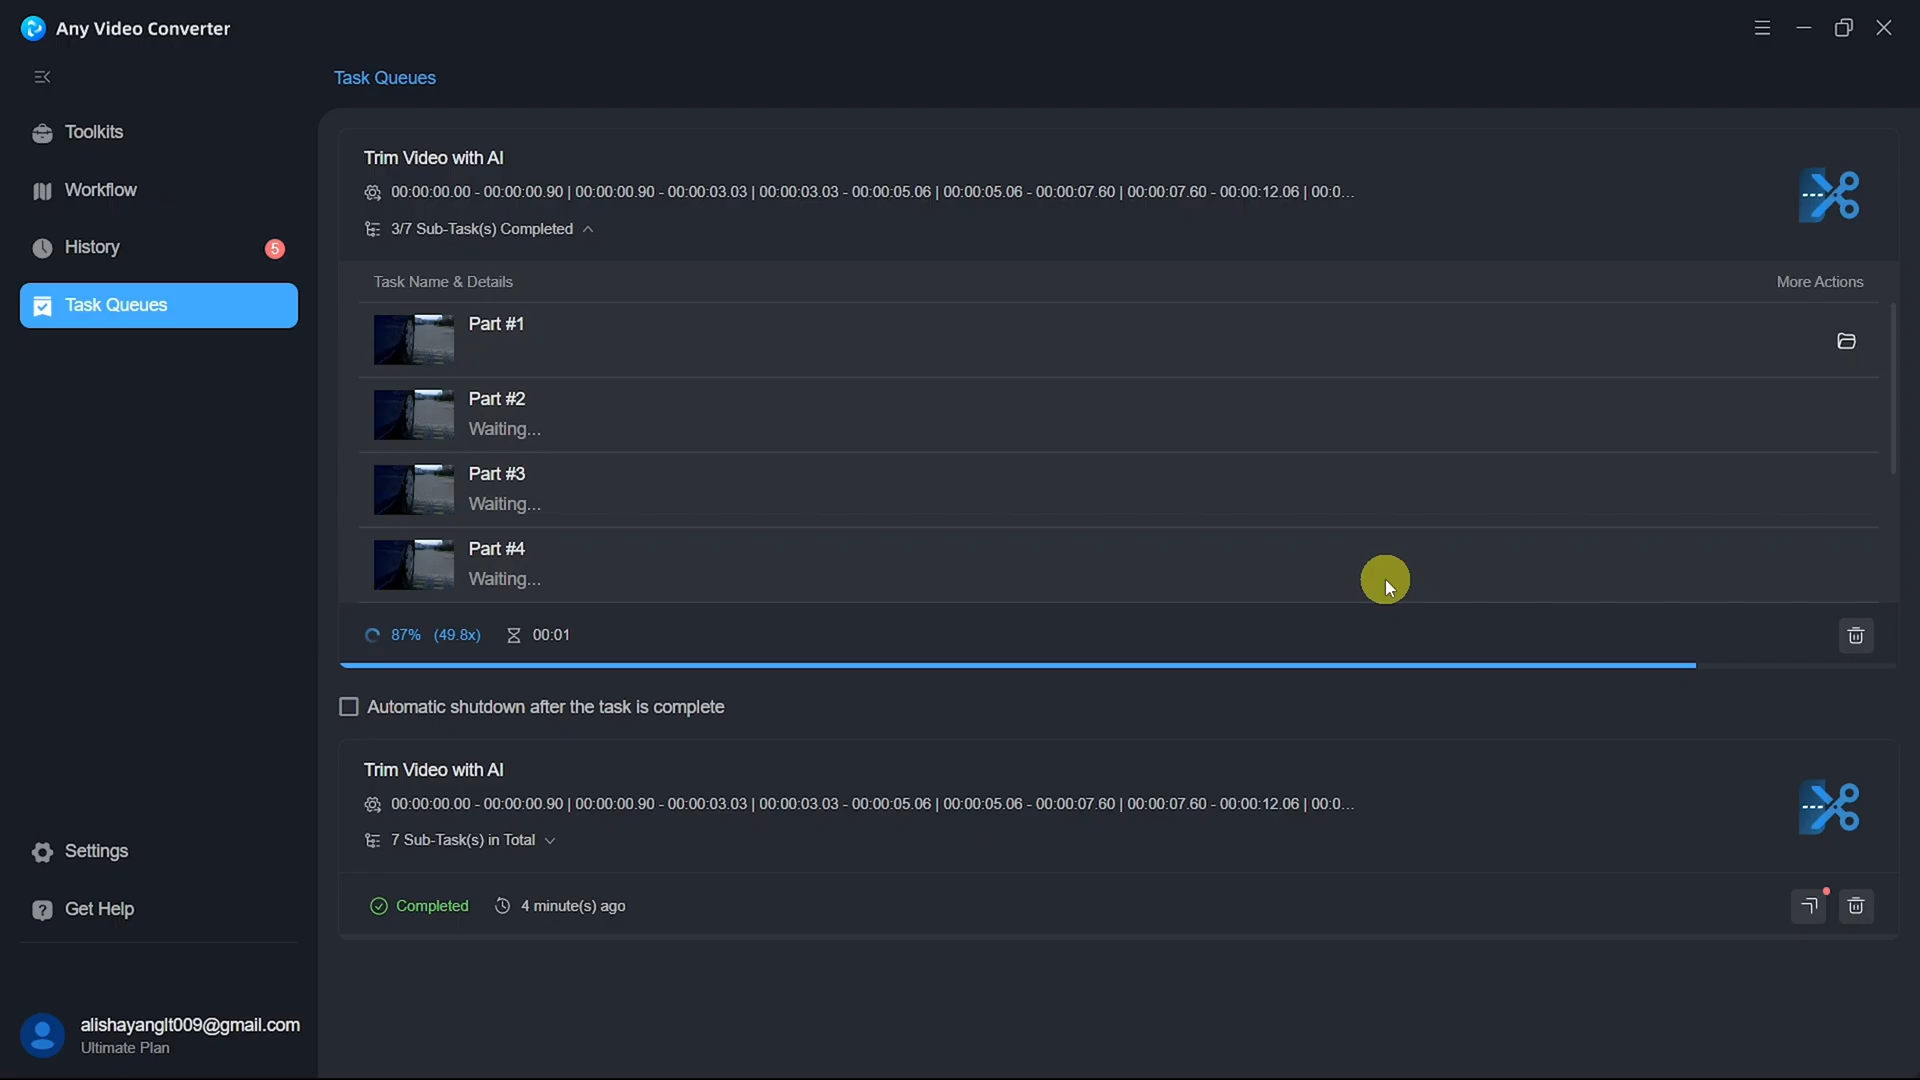 Any Video Converter
Task Queues
Toolkits
Workflow
History
5
Task Queues
Settings
Get Help
alishayanglt009@gmail.com
Ultimate Plan
Trim Video with AI
00:00:00.00 - 00:00:00.90 | 00:00:00.90 - 00:00:03.03 | 00:00:03.03 - 00:00:05.06 | 00:00:05.06 - 00:00:07.60 | 00:00:07.60 - 00:00:12.06 | 00:0...
3/7 Sub-Task(s) Completed
Task Name & Details
More Actions
Part #1
Part #2
Waiting...
Part #3
Waiting...
Part #4
Waiting...
87% (49.8x) 00:01
Automatic shutdown after the task is complete
Trim Video with AI
00:00:00.00 - 00:00:00.90 | 00:00:00.90 - 00:00:03.03 | 00:00:03.03 - 00:00:05.06 | 00:00:05.06 - 00:00:07.60 | 00:00:07.60 - 00:00:12.06 | 00:0...
7 Sub-Task(s) in Total
Completed 4 minute(s) ago